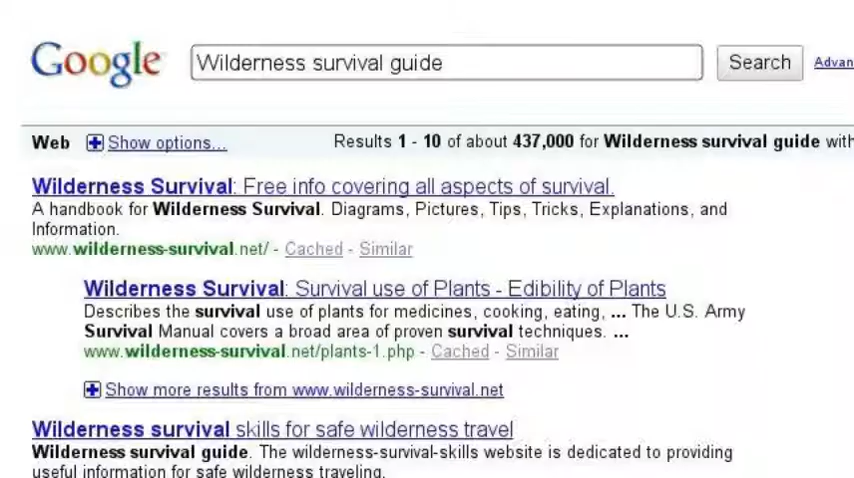 Google Wilderness survival guide Search Advan
Web Show options... Results 1 - 10 of about 437,000 for Wilderness survival guide with
Wilderness Survival: Free info covering all aspects of survival.
A handbook for Wilderness Survival. Diagrams, Pictures, Tips, Tricks, Explanations, and
Information.
www.wilderness-survival.net/ - Cached - Similar
Wilderness Survival: Survival use of Plants - Edibility of Plants
Describes the survival use of plants for medicines, cooking, eating, ... The U.S. Army
Survival Manual covers a broad area of proven survival techniques. ...
www.wilderness-survival.net/plants-1.php - Cached - Similar
Show more results from www.wilderness-survival.net
Wilderness survival skills for safe wilderness travel
Wilderness survival guide. The wilderness-survival-skills website is dedicated to providing
useful information for safe wilderness traveling.